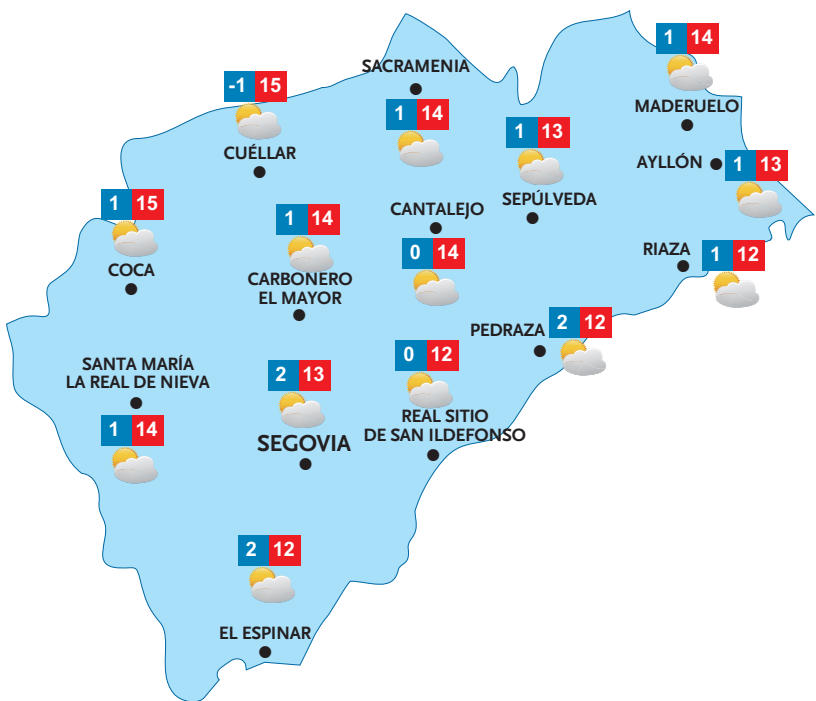 1 14
MADERUELO
SACRAMENIA
1 14
-1 15
CUÉLLAR
1 13
SEPÚLVEDA
AYLLÓN
1 13
1 15
COCA
1 14
CARBONERO
EL MAYOR
CANTALEJO
0 14
RIAZA
1 12
PEDRAZA
2 12
SANTA MARÍA
LA REAL DE NIEVA
1 14
2 13
SEGOVIA
0 12
REAL SITIO
DE SAN ILDEFONSO
2 12
EL ESPINAR